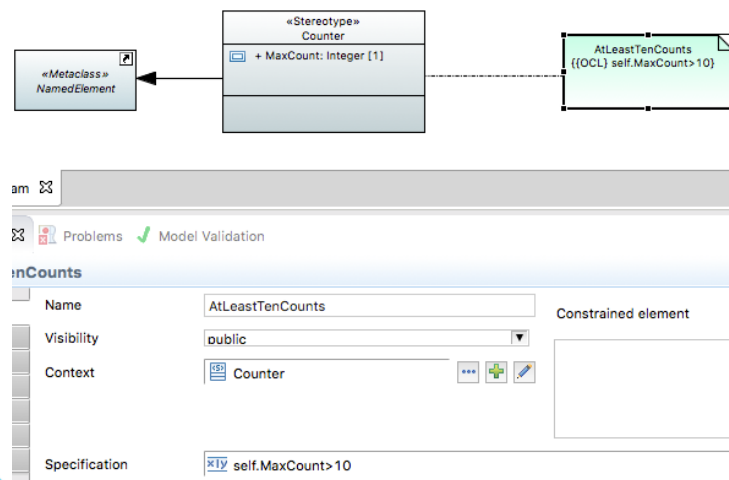 «Stereotype»
Counter
+ MaxCount: Integer [1]
«Metaclass»
NamedElement
AtLeastTenCounts
{{OCL} self.MaxCount>10}
am
Problems
Model Validation
enCounts
Name
AtLeastTenCounts
Constrained element
Visibility
public
Context
Counter
Specification
x|y self.MaxCount>10